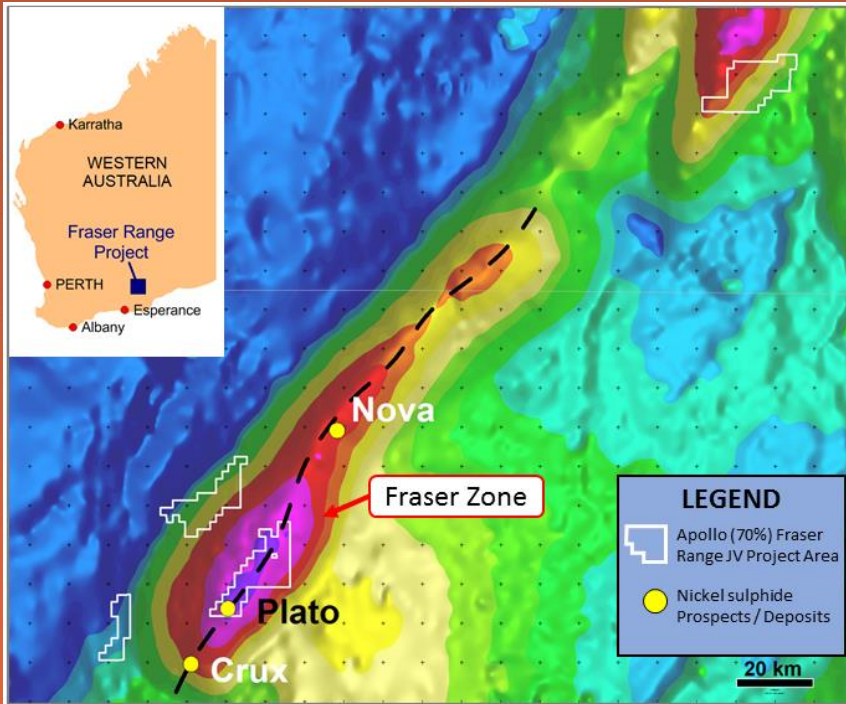 Karratha
WESTERN
AUSTRALIA
Fraser Range
Project
PERTH
Esperance
Albany
Nova
Fraser Zone
Plato
Crux
LEGEND
Apollo (70%) Fraser
Range JV Project Area
Nickel sulphide
Prospects / Deposits
20 km